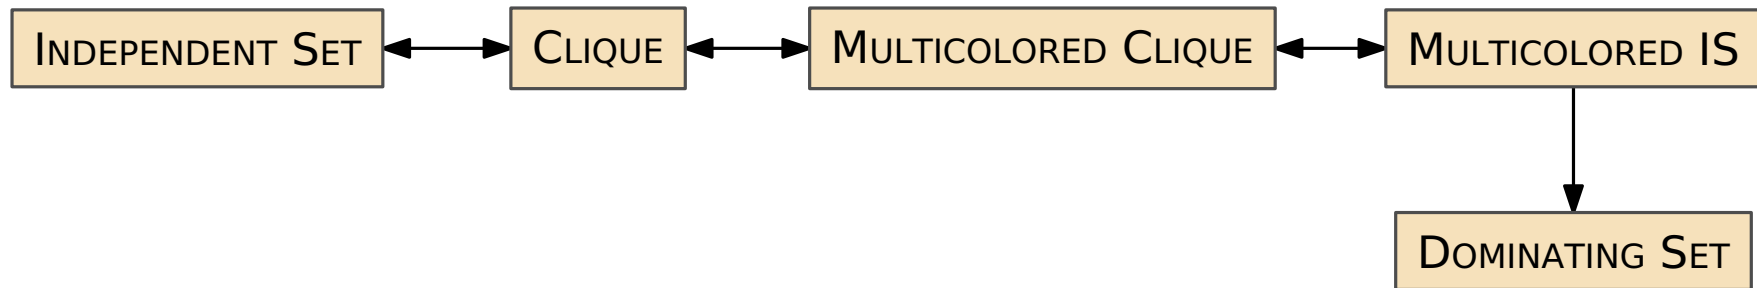 INDEPENDENT SET
CLIQUE
MULTICOLORED CLIQUE
MULTICOLORED IS
DOMINATING SET